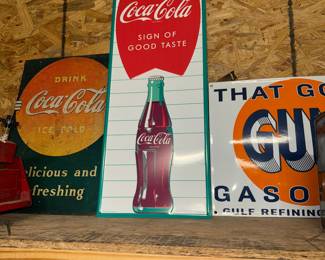 DRINK
Coca-Cola
ICE COLD
licious and
freshing
Coca-Cola
SIGN OF
GOOD TASTE
Coca-Cola
THAT GO
GUL
GASO
GULF REFINING